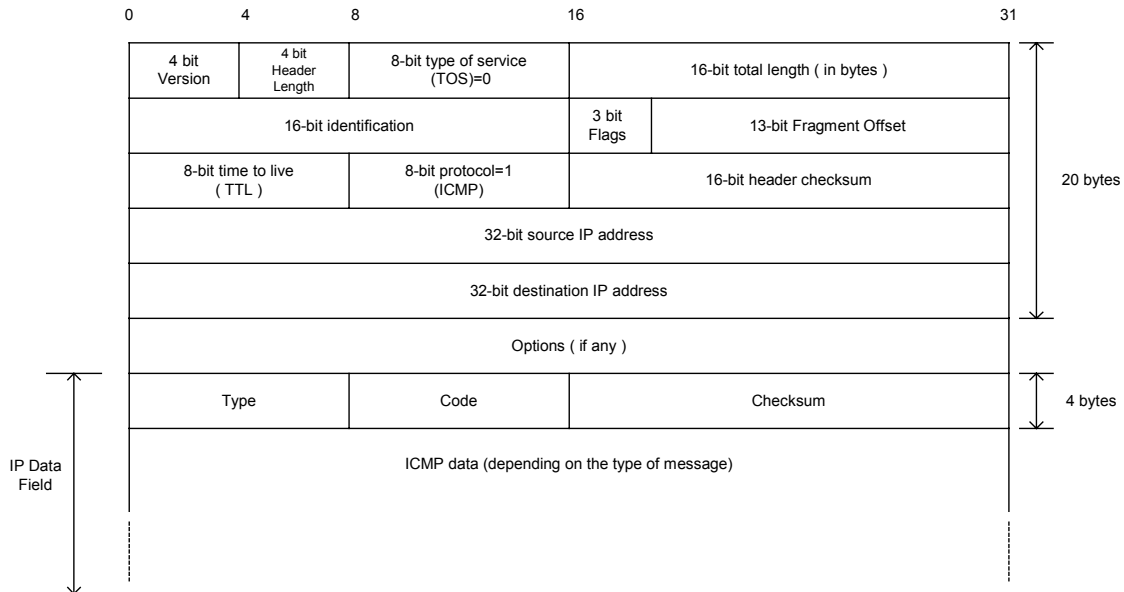 0 4 8 16 31
4 bit
Version
4 bit
Header
Length
8-bit type of service
(TOS)=0
16-bit total length ( in bytes )
16-bit identification
3 bit
Flags
13-bit Fragment Offset
8-bit time to live
( TTL )
8-bit protocol=1
(ICMP)
16-bit header checksum
20 bytes
32-bit source IP address
32-bit destination IP address
Options ( if any )
Type
Code
Checksum
4 bytes
IP Data
Field
ICMP data (depending on the type of message)